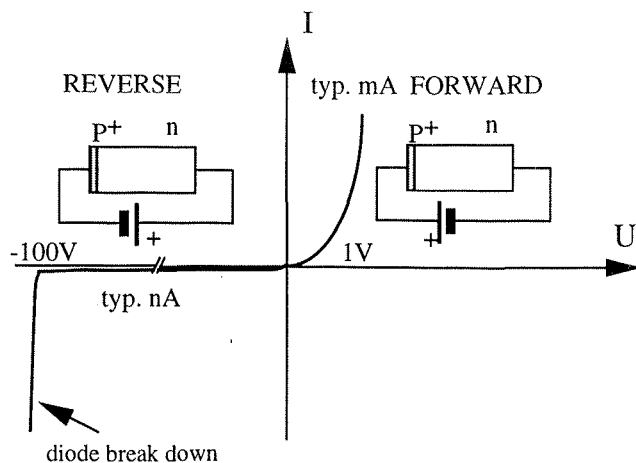 I
REVERSE
typ. mA FORWARD
P+ n
P+ n
+
+
-100V
1V
U
typ. nA
diode break down